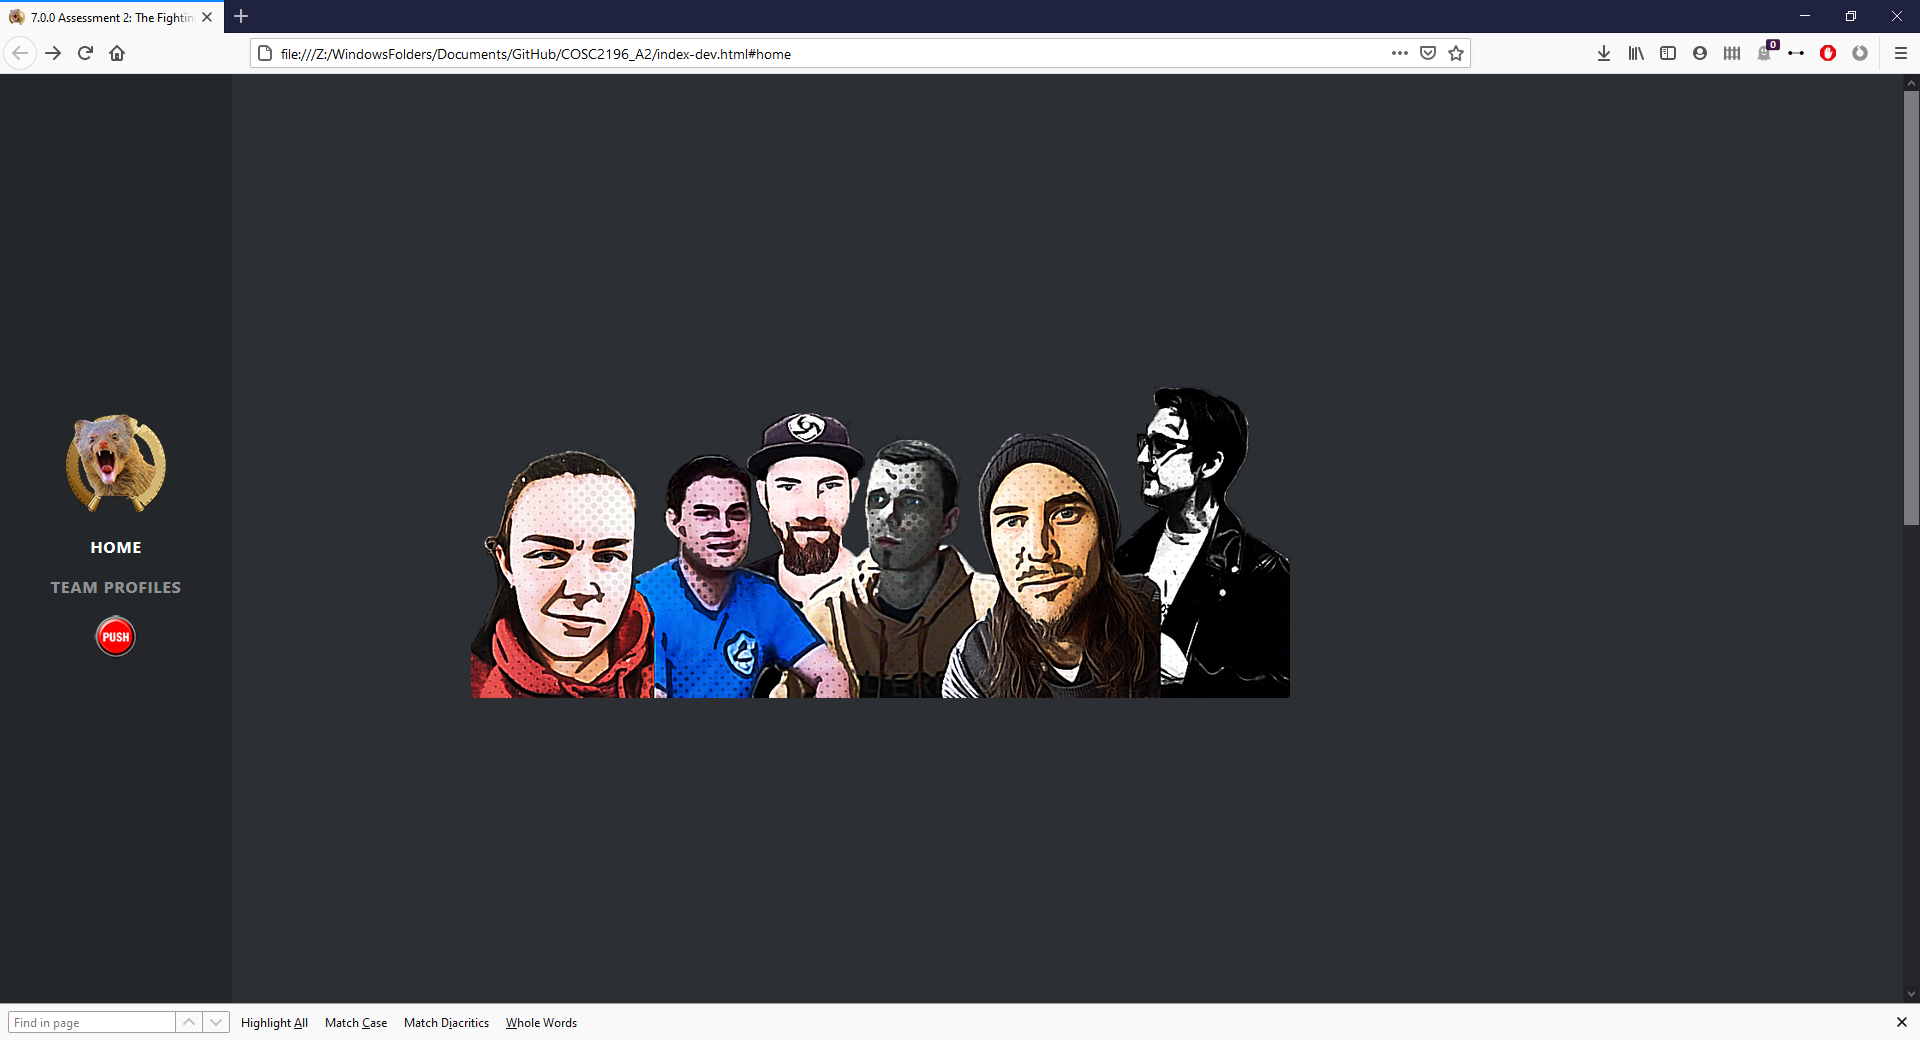 7.0.0 Assessment 2: The Fightin
file:///Z:/WindowsFolders/Documents/GitHub/COSC2196_A2/index-dev.html#home
0
HOME
TEAM PROFILES
PUSH
Find in page
Highlight All
Match Case
Match Diacritics
Whole Words